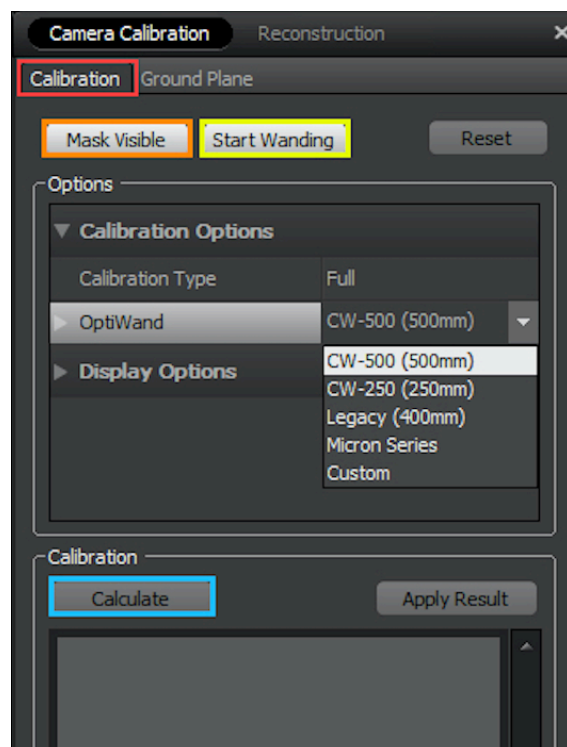 Camera Calibration Reconstruction
Calibration Ground Plane
Mask Visible Start Wanding Reset
Options
Calibration Options
Calibration Type Full
OptiWand CW-500 (500mm)
Display Options
CW-500 (500mm)
CW-250 (250mm)
Legacy (400mm)
Micron Series
Custom
Calibration
Calculate Apply Result